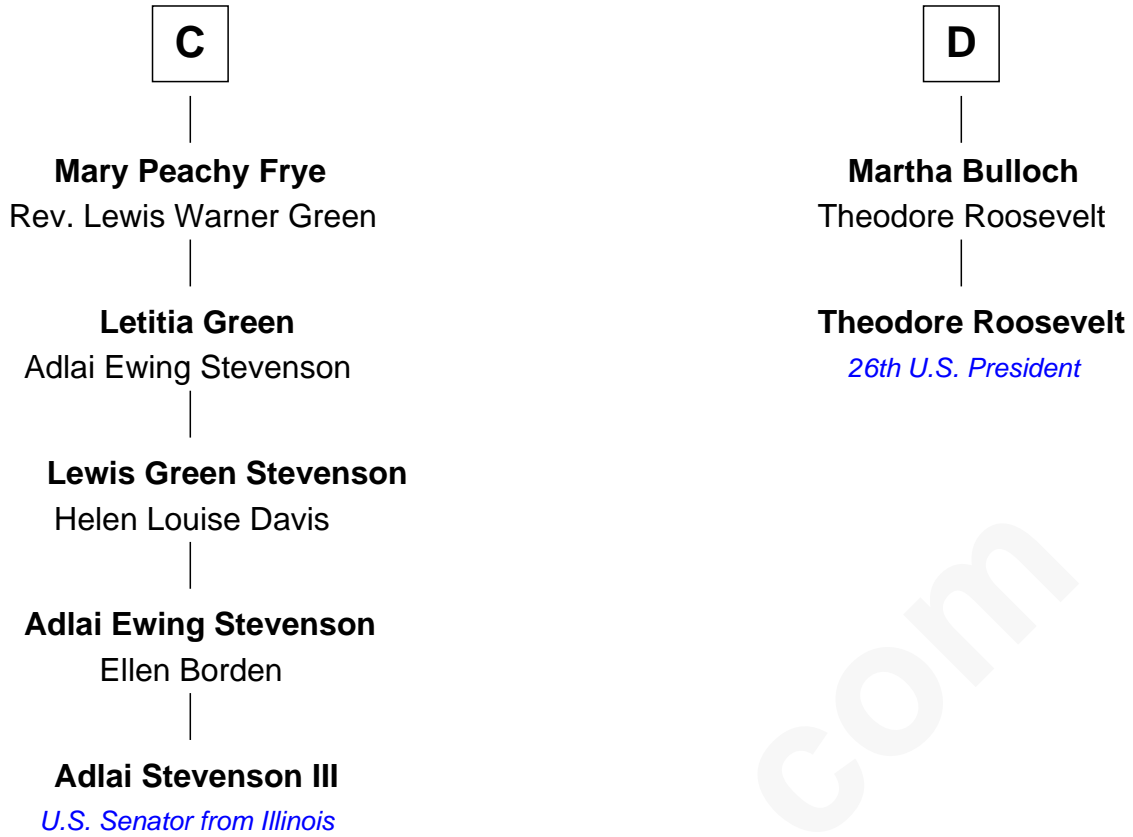 C
Mary Peachy Frye
Rev. Lewis Warner Green
Letitia Green
Adlai Ewing Stevenson
Lewis Green Stevenson
Helen Louise Davis
Adlai Ewing Stevenson
Ellen Borden
Adlai Stevenson III
U.S. Senator from Illinois
D
Martha Bulloch
Theodore Roosevelt
Theodore Roosevelt
26th U.S. President
com